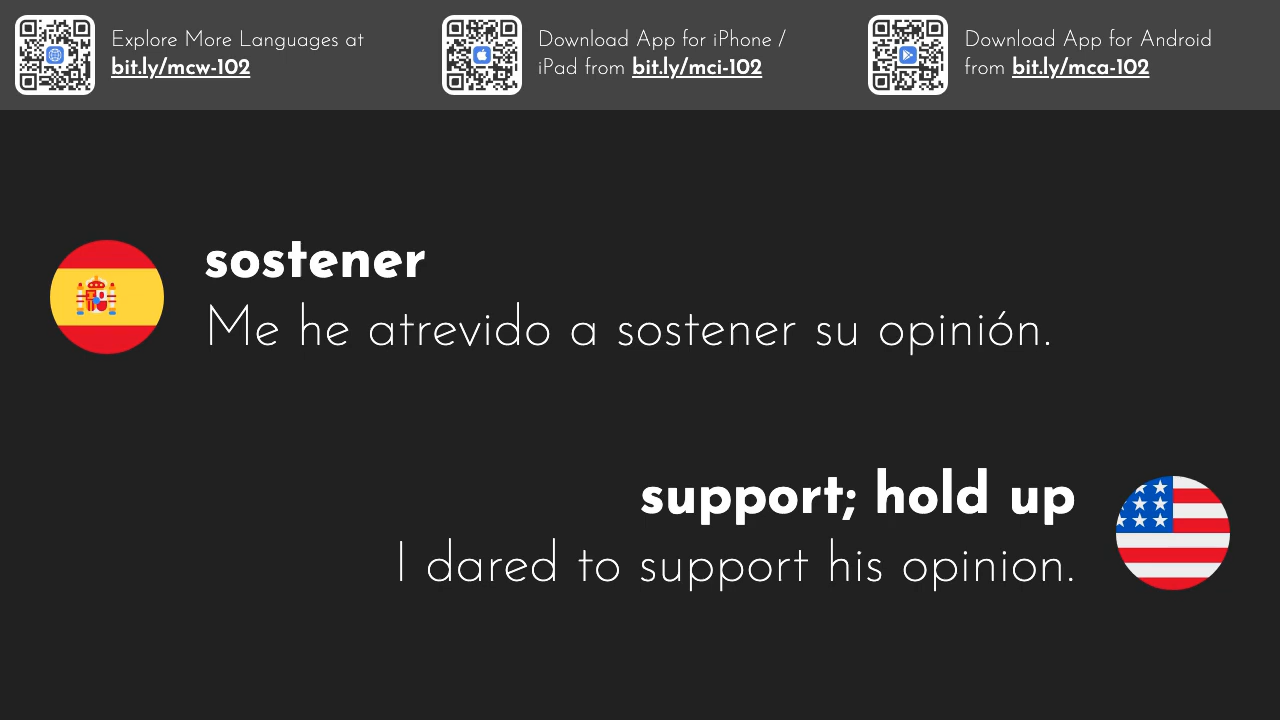 Explore More Languages at
bit.ly/mcw-102
Download App for iPhone /
iPad from bit.ly/mci-102
Download App for Android
from bit.ly/mca-102
sostener
Me he atrevido a sostener su opinión.
support; hold up
I dared to support his opinion.